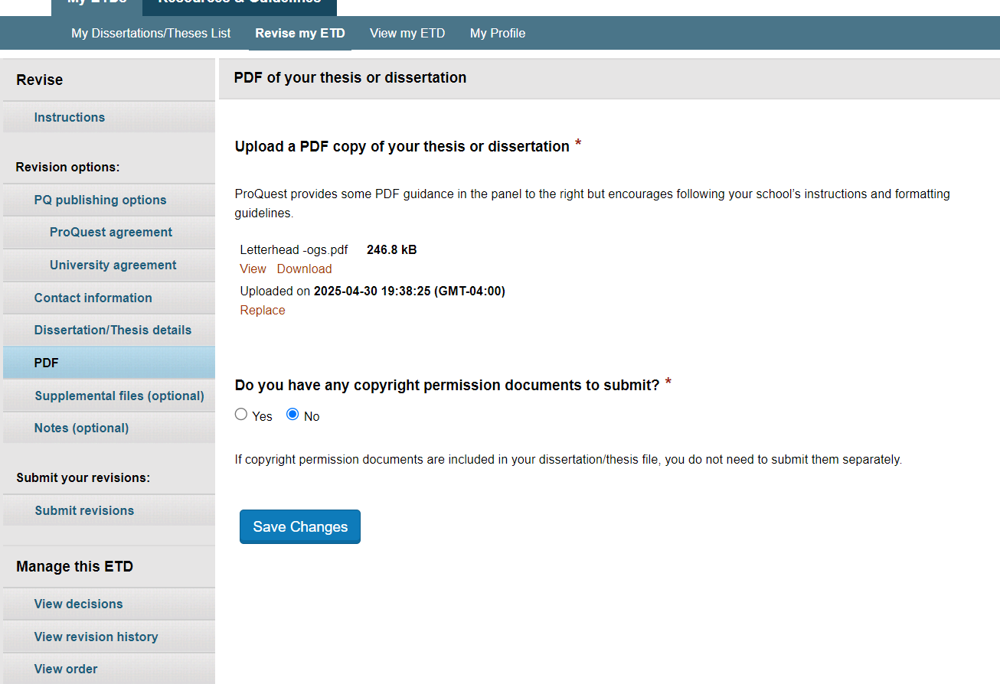 My ETDs Resources & Guidelines
My Dissertations/Theses List Revise my ETD View my ETD My Profile
Revise
Instructions
Revision options:
PQ publishing options
ProQuest agreement
University agreement
Contact information
Dissertation/Thesis details
PDF
Supplemental files (optional)
Notes (optional)
Submit your revisions:
Submit revisions
Manage this ETD
View decisions
View revision history
View order
PDF of your thesis or dissertation
Upload a PDF copy of your thesis or dissertation *
ProQuest provides some PDF guidance in the panel to the right but encourages following your school's instructions and formatting
guidelines.
Letterhead -ogs.pdf 246.8 kB
View Download
Uploaded on 2025-04-30 19:38:25 (GMT-04:00)
Replace
Do you have any copyright permission documents to submit? *
Yes No
If copyright permission documents are included in your dissertation/thesis file, you do not need to submit them separately.
Save Changes